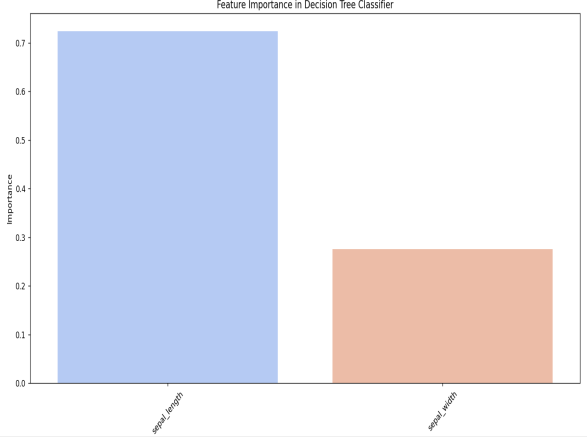 Feature Importance in Decision Tree Classifier
0.7
0.6
0.5
0.4
0.3
0.2
0.1
0.0
Importance
sepal_length
sepal_width